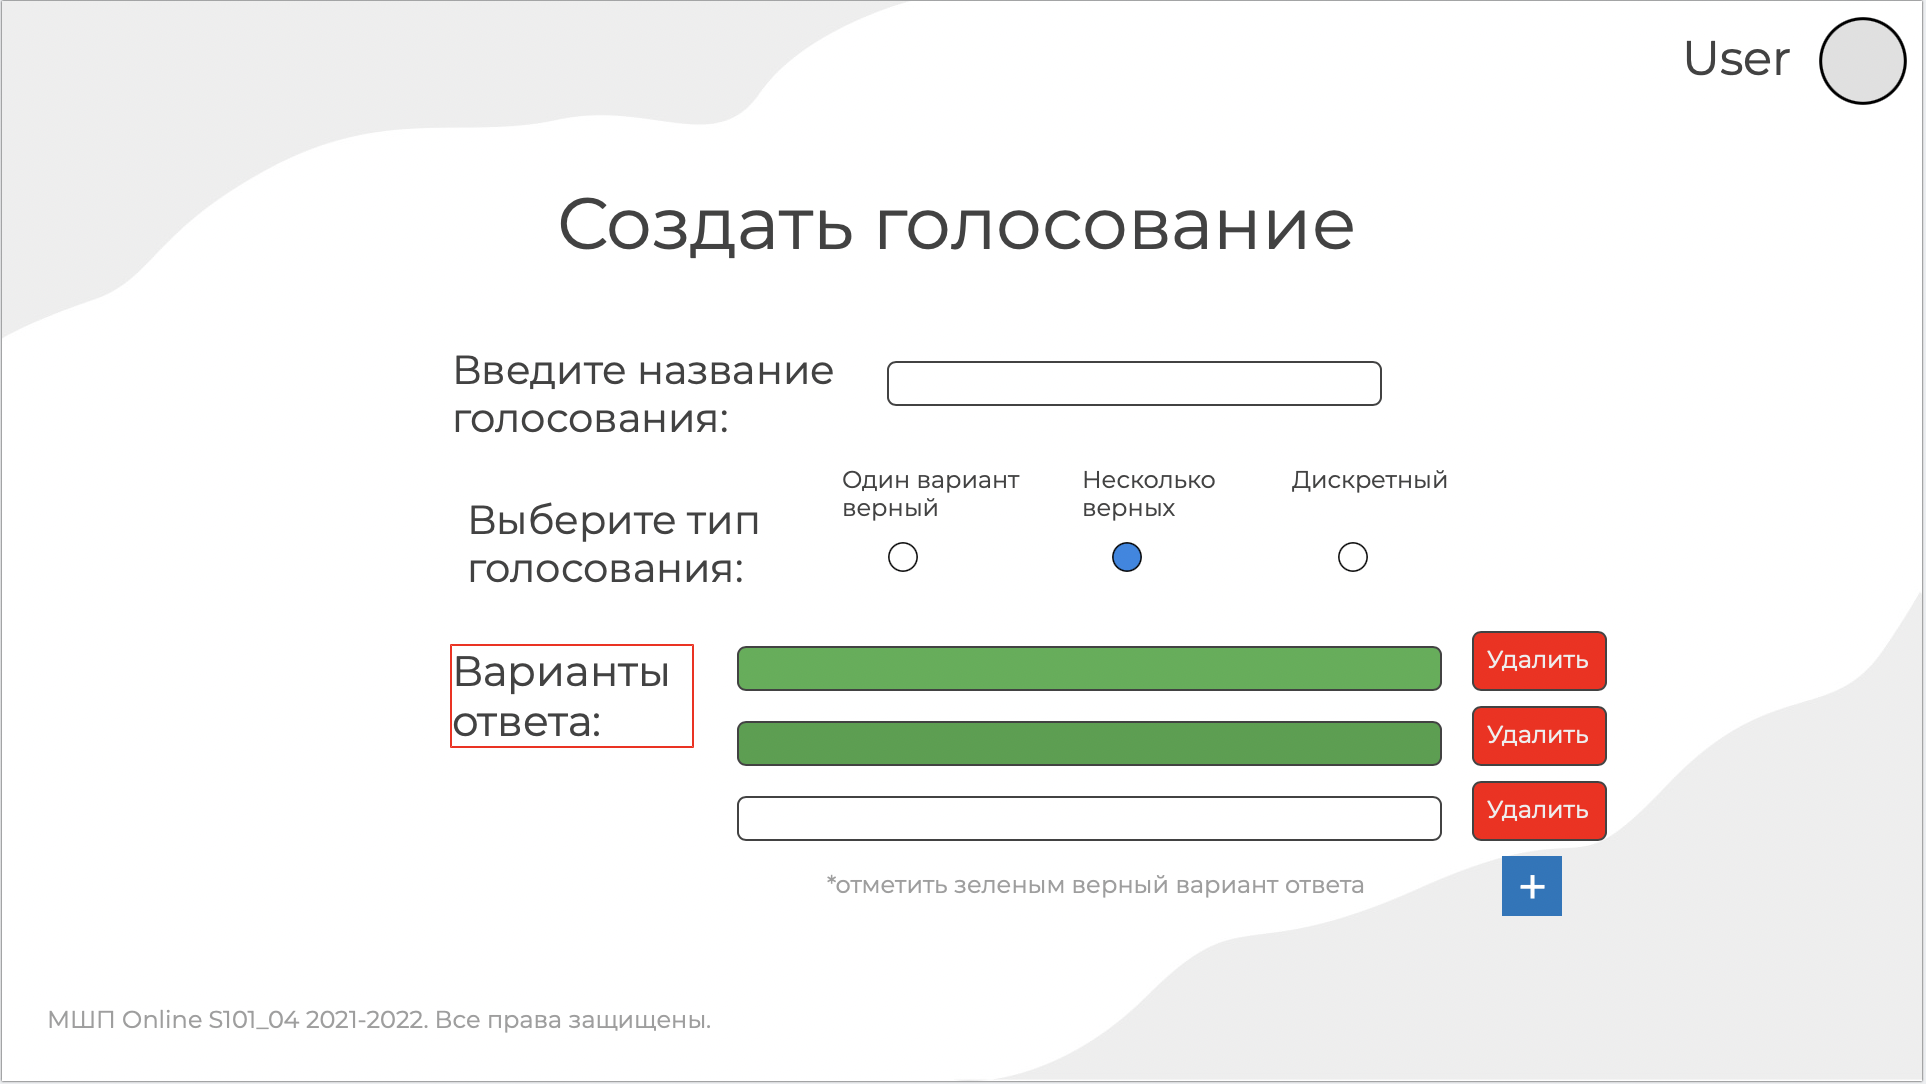 User
Создать голосование
Введите название
голосования:
Один вариант
верный
Несколько
верных
Дискретный
Выберите тип
голосования:
Варианты
ответа:
Удалить
Удалить
Удалить
*отметить зеленым верный вариант ответа
+
МШП Online S101_04 2021-2022. Все права защищены.